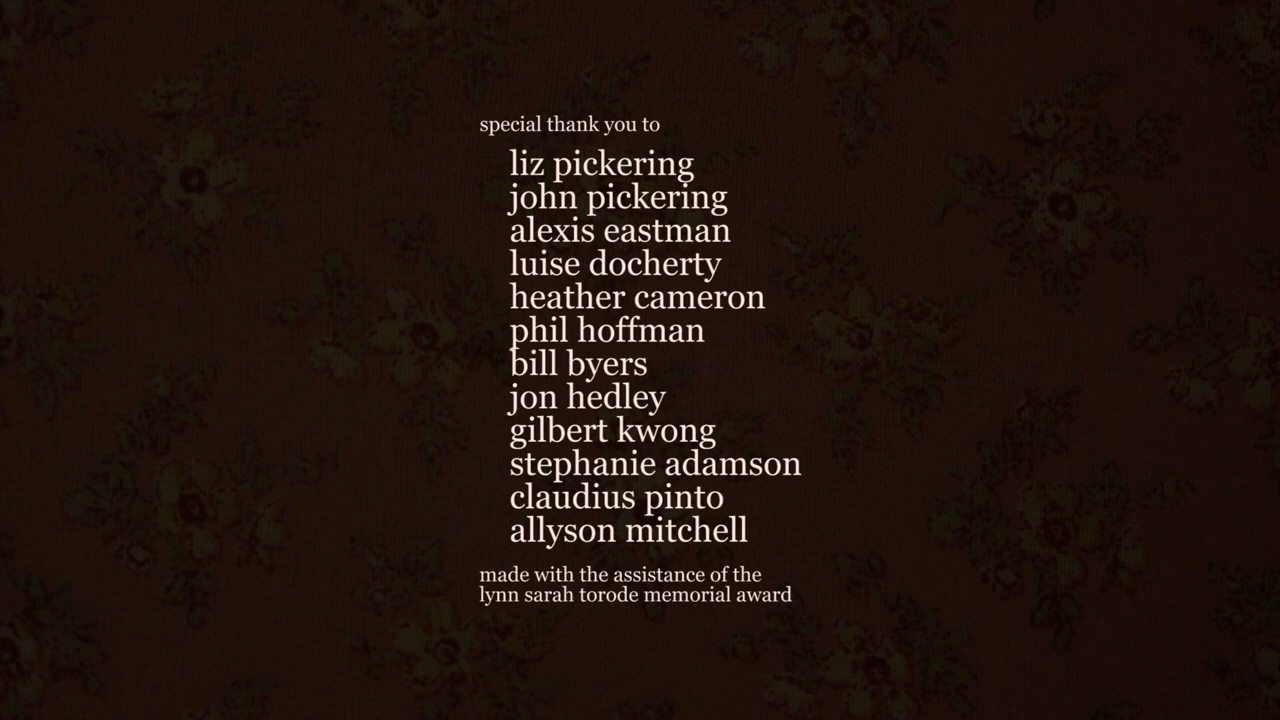 special thank you to
liz pickering
john pickering
alexis eastman
luise docherty
heather cameron
phil hoffman
bill byers
jon hedley
gilbert kwong
stephanie adamson
claudius pinto
allyson mitchell
made with the assistance of the
lynn sarah torode memorial award